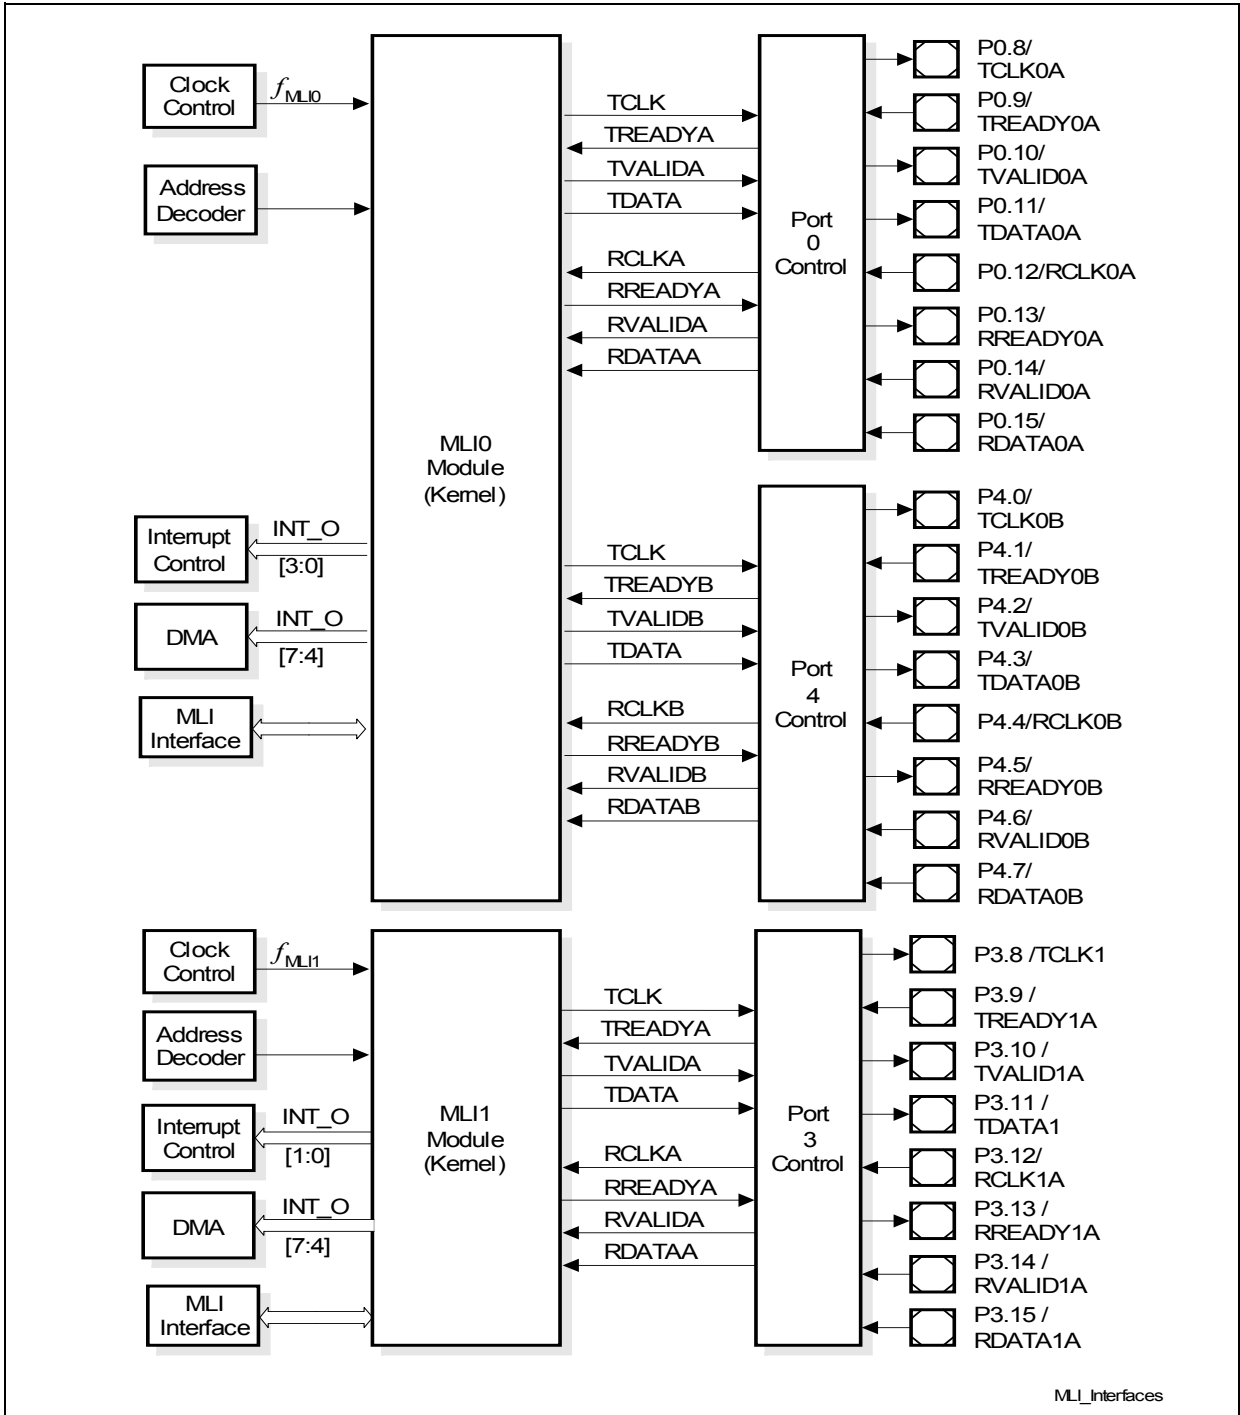 Clock
Control
fMLI0
Address
Decoder
MLI0
Module
(Kernel)
Interrupt
Control
INT_O
[3:0]
DMA
INT_O
[7:4]
MLI
Interface
TCLK
TREADYA
TVALIDA
TDATA
RCLKA
RREADYA
RVALIDA
RDATAA
Port
0
Control
P0.8/
TCLK0A
P0.9/
TREADY0A
P0.10/
TVALID0A
P0.11/
TDATA0A
P0.12/RCLK0A
P0.13/
RREADY0A
P0.14/
RVALID0A
P0.15/
RDATA0A
TCLK
TREADYB
TVALIDB
TDATA
RCLKB
RREADYB
RVALIDB
RDATAB
Port
4
Control
P4.0/
TCLK0B
P4.1/
TREADY0B
P4.2/
TVALID0B
P4.3/
TDATA0B
P4.4/RCLK0B
P4.5/
RREADY0B
P4.6/
RVALID0B
P4.7/
RDATA0B
Clock
Control
fMLI1
Address
Decoder
Interrupt
Control
INT_O
[1:0]
DMA
INT_O
[7:4]
MLI
Interface
MLI1
Module
(Kernel)
TCLK
TREADYA
TVALIDA
TDATA
RCLKA
RREADYA
RVALIDA
RDATAA
Port
3
Control
P3.8 /TCLK1
P3.9 /
TREADY1A
P3.10 /
TVALID1A
P3.11 /
TDATA1
P3.12/
RCLK1A
P3.13 /
RREADY1A
P3.14 /
RVALID1A
P3.15 /
RDATA1A
MLI_Interfaces